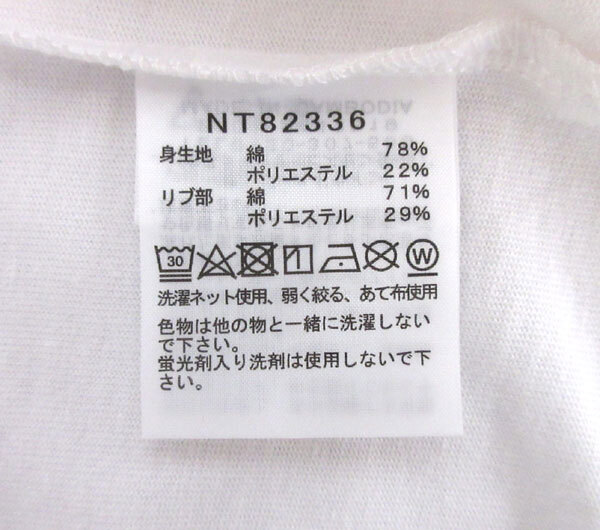 NT82336
身生地 綿 78%
ポリエステル 22%
リブ部 綿 71%
ポリエステル 29%
30 W
洗濯ネット使用、弱く絞る、あて布使用
色物は他の物と一緒に洗濯しない
で下さい。
蛍光剤入り洗剤は使用しないで下
さい。